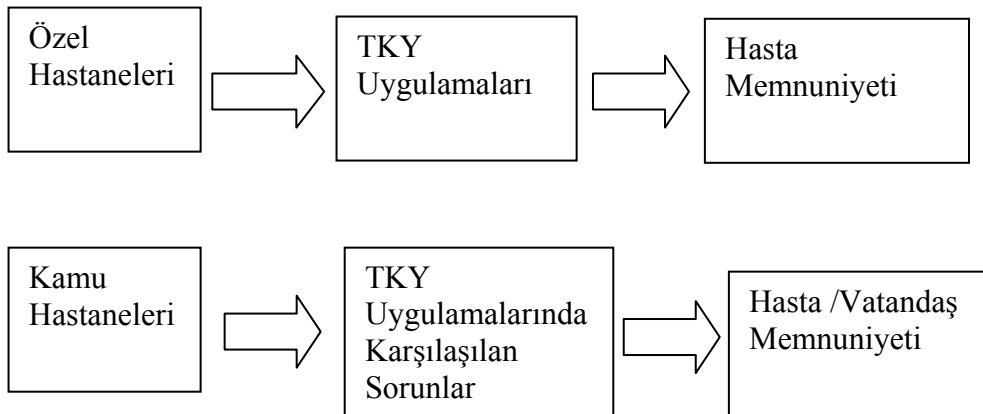 Özel
Hastaneleri
TKY
Uygulamaları
Hasta
Memnuniyeti
Kamu
Hastaneleri
TKY
Uygulamalarında
Karşılaşılan
Sorunlar
Hasta /Vatandaş
Memnuniyeti